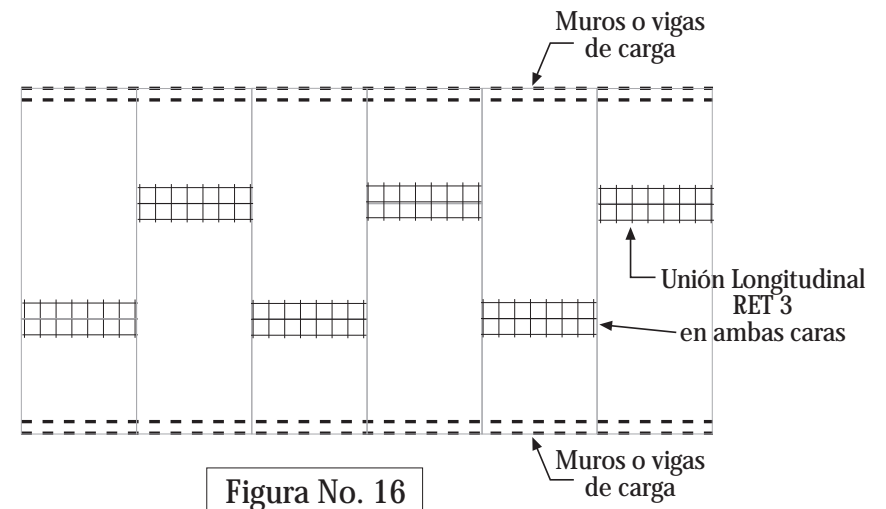 Muros o vigas
de carga
Unión Longitudinal
RET 3
en ambas caras
Muros o vigas
de carga
Figura No. 16